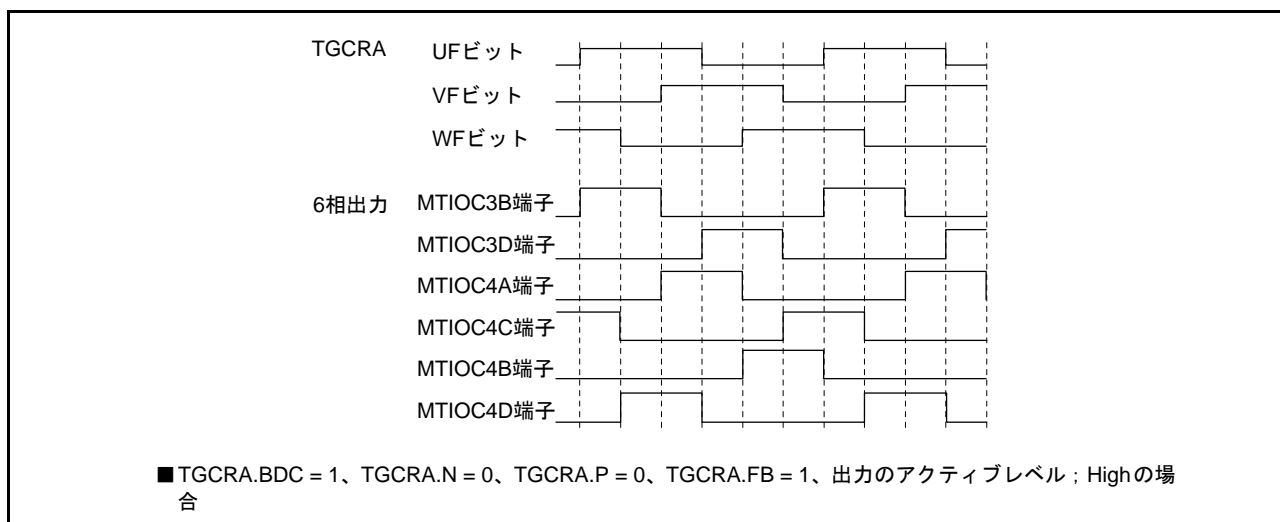 TGCRA UFビット
VFビット
WFビット
6相出力 MTIOC3B端子
MTIOC3D端子
MTIOC4A端子
MTIOC4C端子
MTIOC4B端子
MTIOC4D端子
■TGCRA.BDC = 1、TGCRA.N = 0、TGCRA.P = 0、TGCRA.FB = 1、出力のアクティブレベル ; Highの場
合